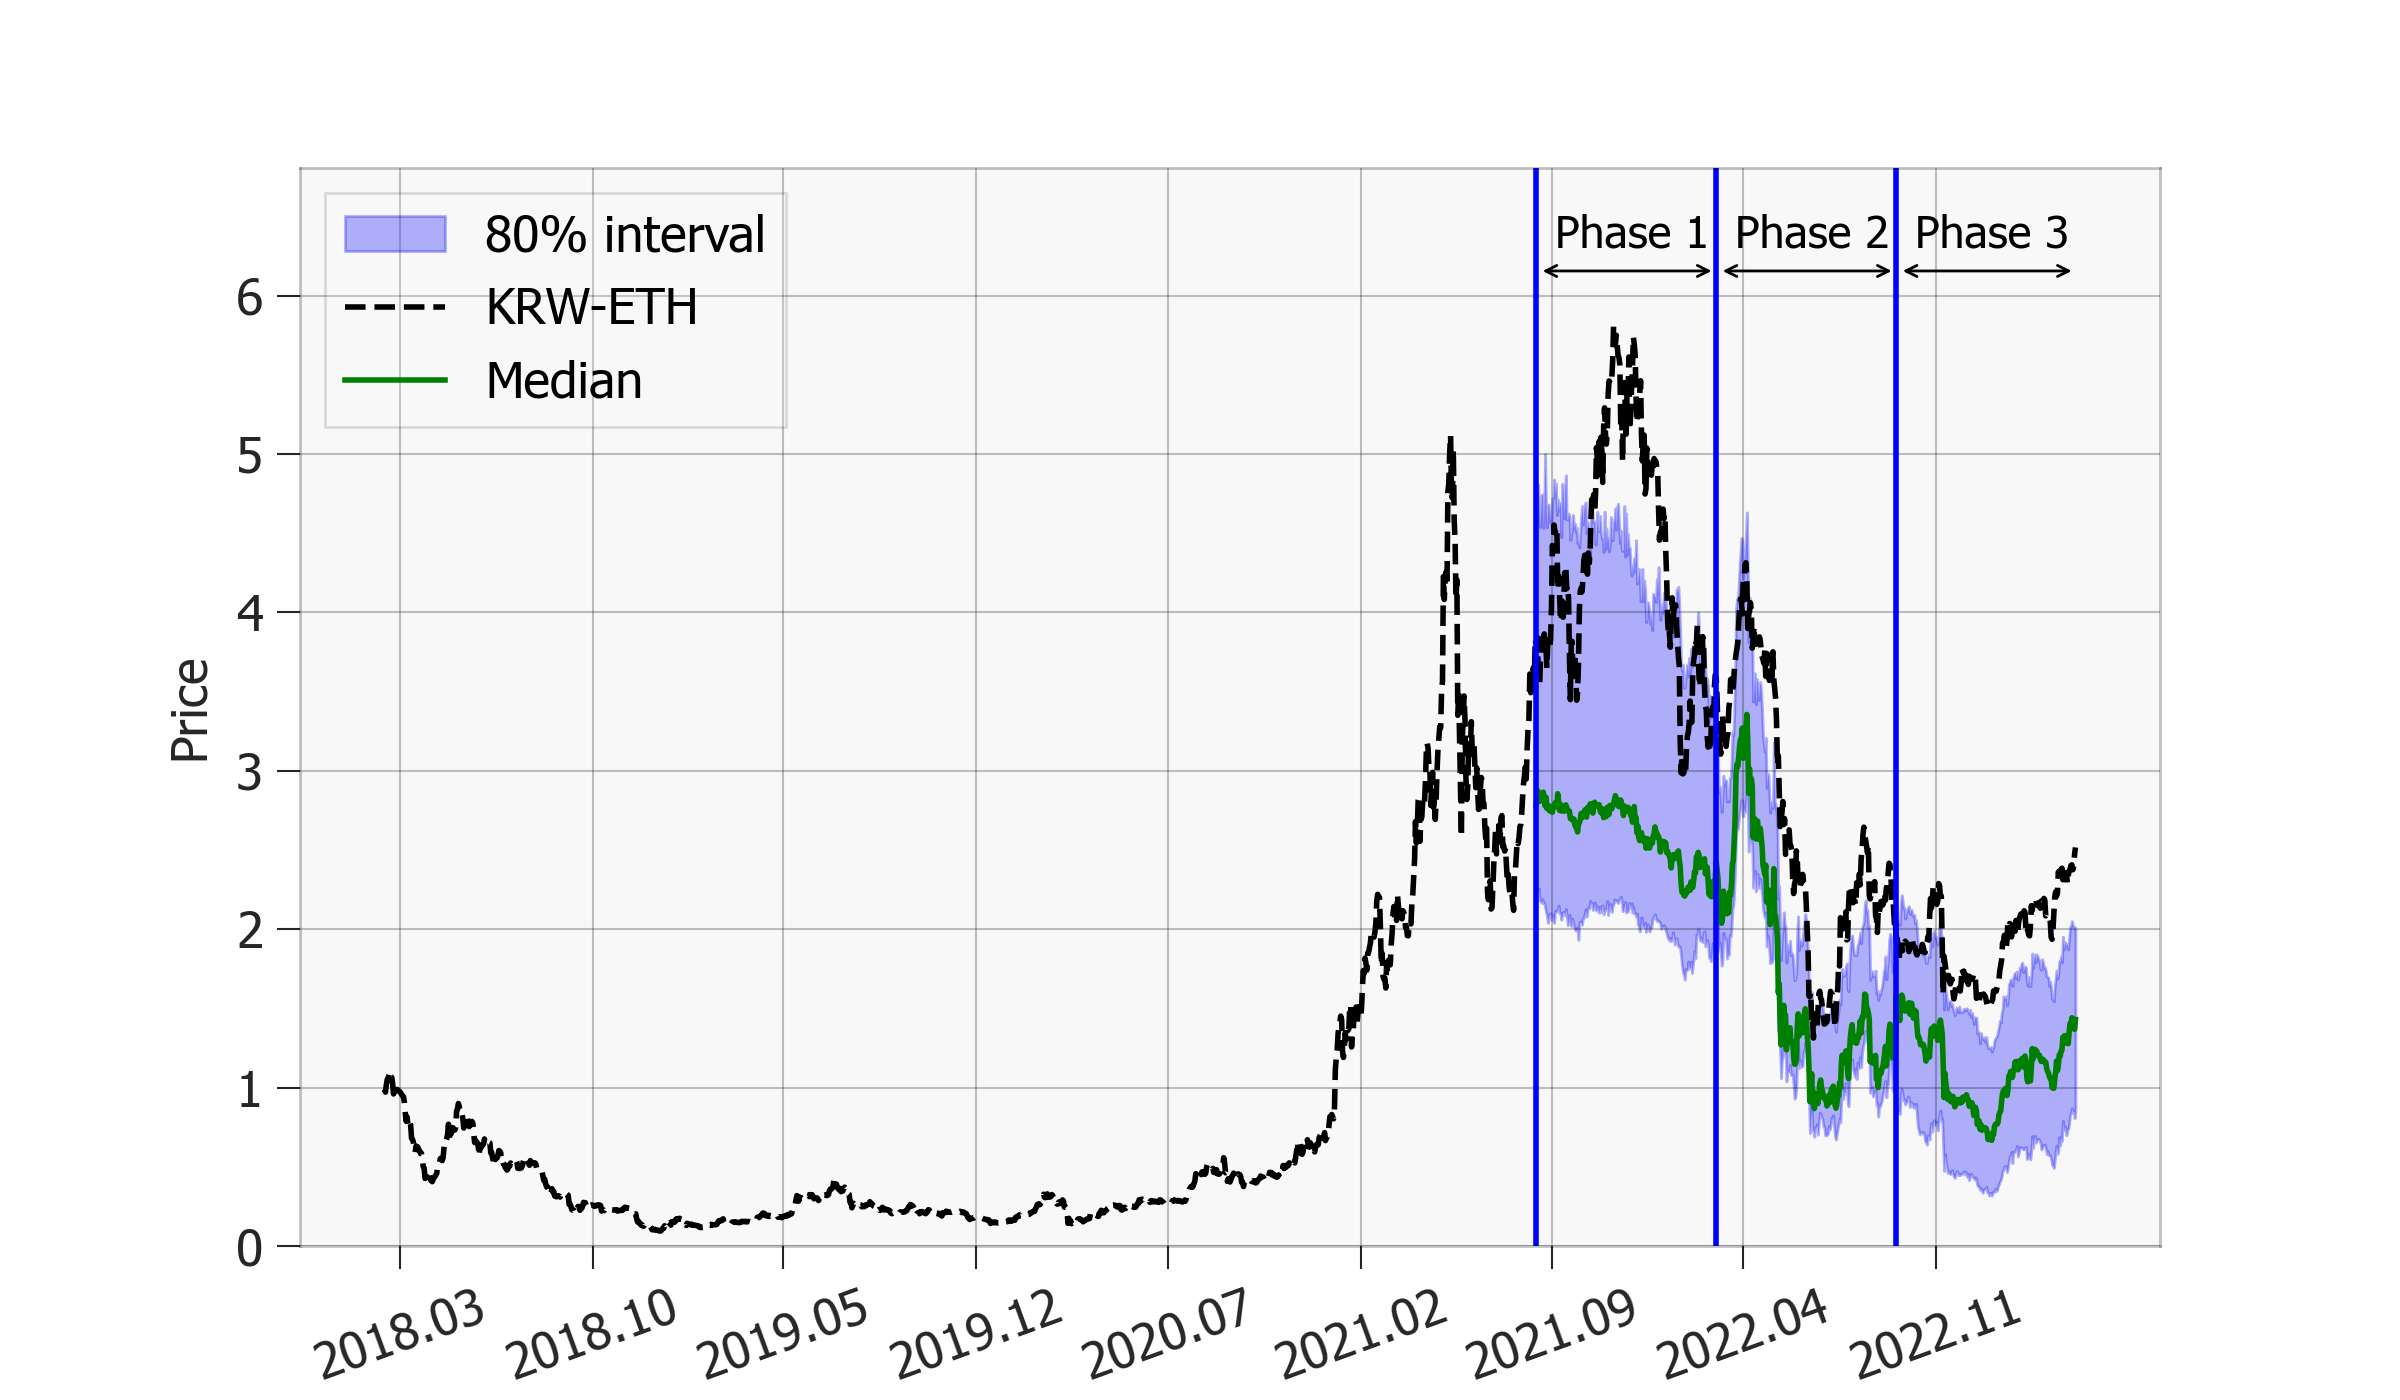 80% interval
KRW-ETH
Median
Phase 1
Phase 2
Phase 3
6
5
4
3
2
1
0
Price
2018.03
2018.10
2019.05
2019.12
2020.07
2021.02
2021.09
2022.04
2022.11